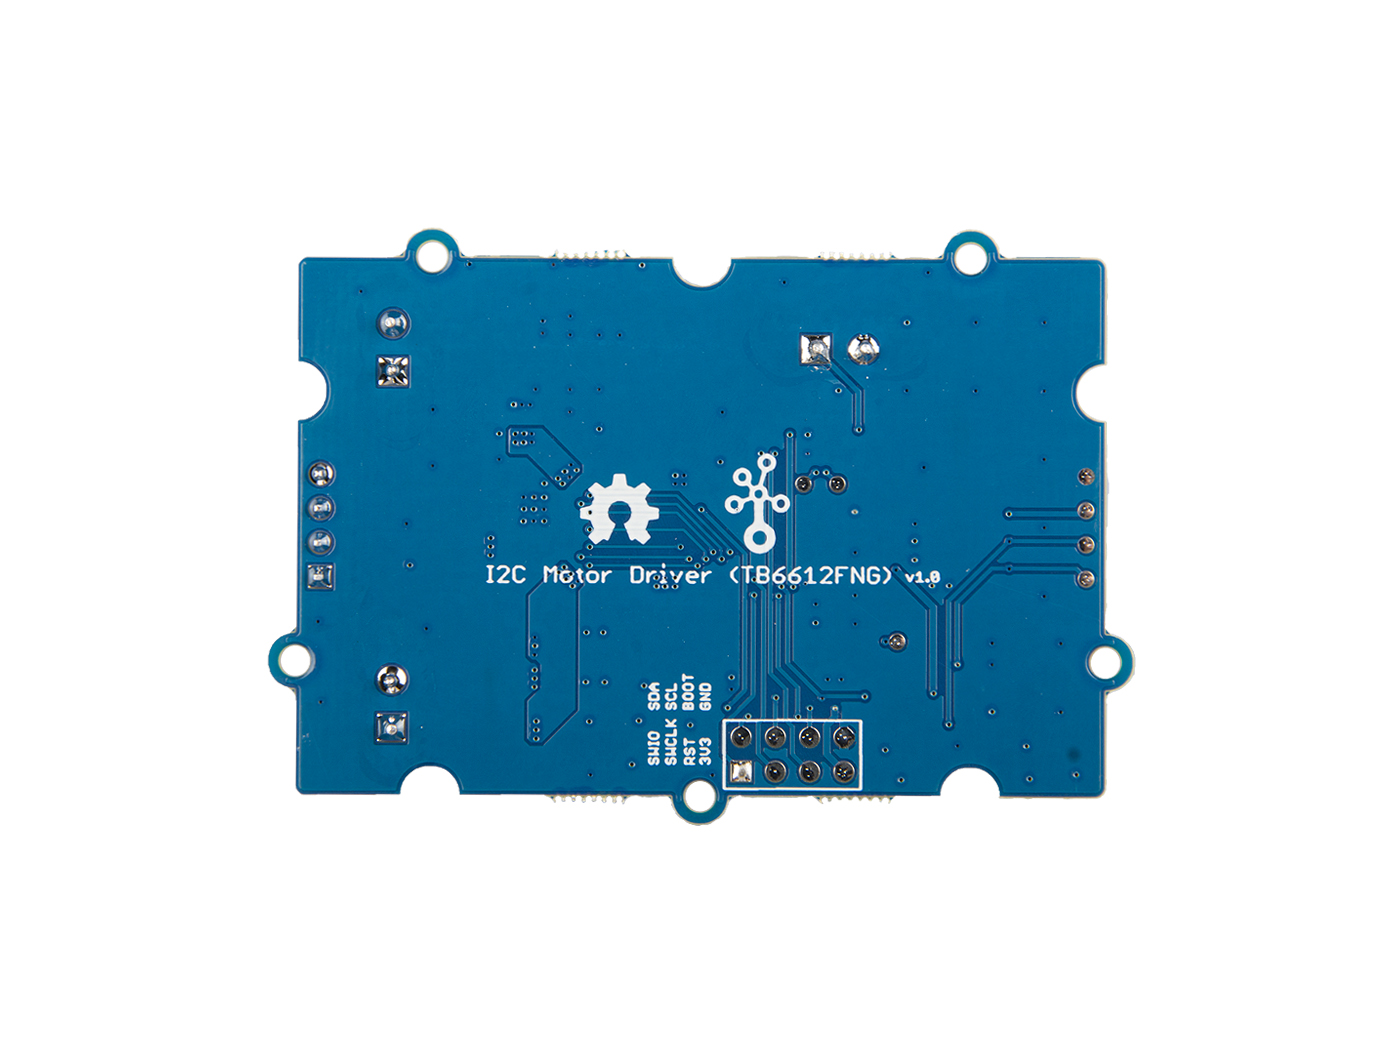 I2C Motor Driver (TB6612FNG) v1.0
SWIO SDA
SWCLK SCL
RST BOOT
3V3 GND